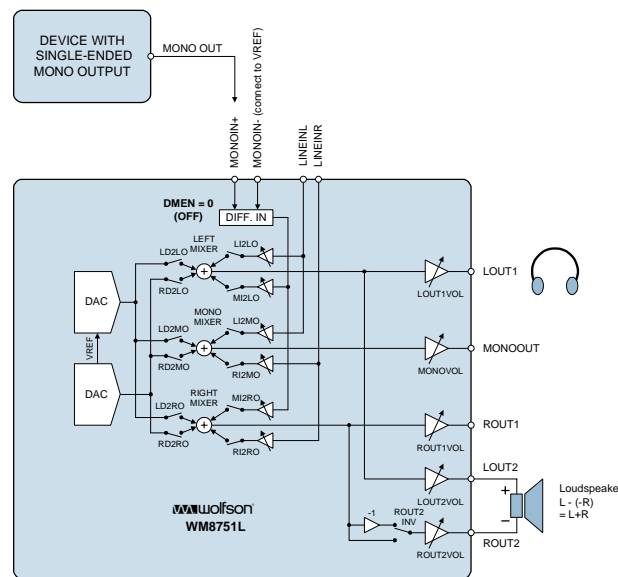 DEVICE WITH
SINGLE-ENDED
MONO OUTPUT
MONO OUT
MONOIN+
MONOIN- (connect to VREF)
LINEINL
LINEINR
DMEN = 0
(OFF)
DIFF. IN
LEFT
MIXER
LI2LO
LD2LO
+
RD2LO
MI2LO
LOUT1VOL
LOUT1
DAC
VREF
DAC
MONO
MIXER
LI2MO
LD2MO
+
RD2MO
RI2MO
MONOVOL
MONOOUT
RIGHT
MIXER
MI2RO
LD2RO
+
RD2RO
RI2RO
ROUT1VOL
ROUT1
LOUT2
LOUT2VOL
-1
ROUT2
INV
ROUT2VOL
ROUT2
+
–
Loudspeake
L - (-R)
= L+R
wolfson
WM8751L